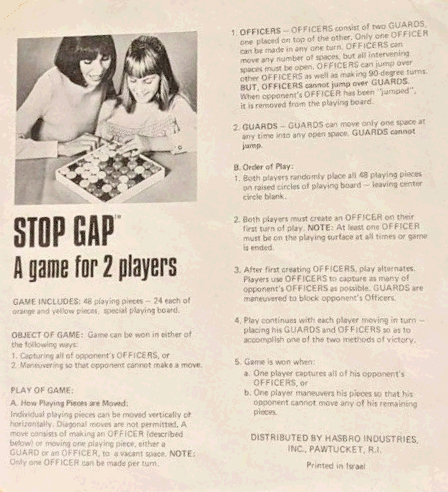 STOP GAP™
A game for 2 players
GAME INCLUDES: 48 playing pieces — 24 each of
orange and yellow pieces, special playing board.
OBJECT OF GAME: Game can be won in either of
the following ways:
1. Capturing all of opponent's OFFICERS, or
2. Maneuvering so that opponent cannot make a move.
PLAY OF GAME:
A. How Playing Pieces are Moved:
Individual playing pieces can be moved vertically or
horizontally. Diagonal moves are not permitted. A
move consists of making an OFFICER (described
below) or moving one playing piece, either a
GUARD or an OFFICER, to a vacant space. NOTE:
Only one OFFICER can be made per turn.
1. OFFICERS — OFFICERS consist of two GUARDS,
one placed on top of the other. Only one OFFICER
can be made in any one turn. OFFICERS can
move any number of spaces, but all intervening
spaces must be open. OFFICERS can jump over
other OFFICERS as well as making 90-degree turns.
BUT, OFFICERS cannot jump over GUARDS.
When opponent's OFFICER has been "jumped",
it is removed from the playing board.
2. GUARDS — GUARDS can move only one space at
any time into any open space. GUARDS cannot
jump.
B. Order of Play:
1. Both players randomly place all 48 playing pieces
on raised circles of playing board — leaving center
circle blank.
2. Both players must create an OFFICER on their
first turn of play. NOTE: At least one OFFICER
must be on the playing surface at all times or game
is ended.
3. After first creating OFFICERS, play alternates.
Players use OFFICERS to capture as many of
opponent's OFFICERS as possible. GUARDS are
maneuvered to block opponent's Officers.
4. Play continues with each player moving in turn —
placing his GUARDS and OFFICERS so as to
accomplish one of the two methods of victory.
5. Game is won when:
a. One player captures all of his opponent's
OFFICERS, or
b. One player maneuvers his pieces so that his
opponent cannot move any of his remaining
pieces.
DISTRIBUTED BY HASBRO INDUSTRIES,
INC., PAWTUCKET, R.I.
Printed in Israel